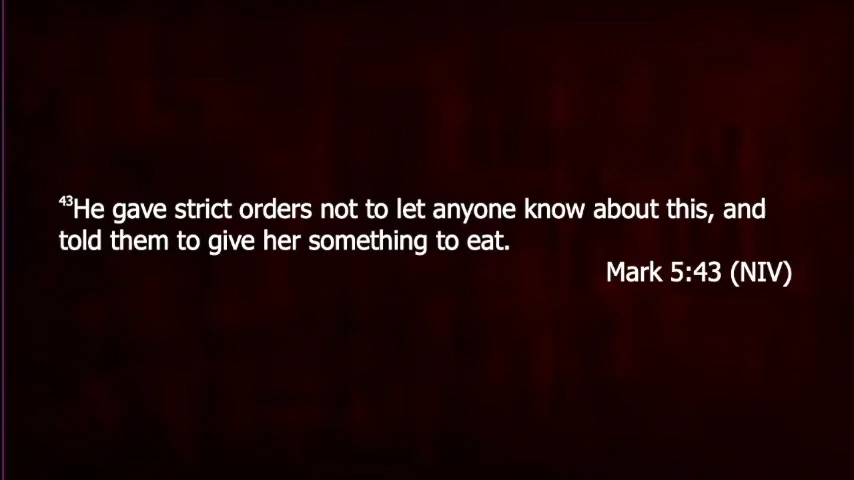 ⁴³He gave strict orders not to let anyone know about this, and
told them to give her something to eat.
Mark 5:43 (NIV)